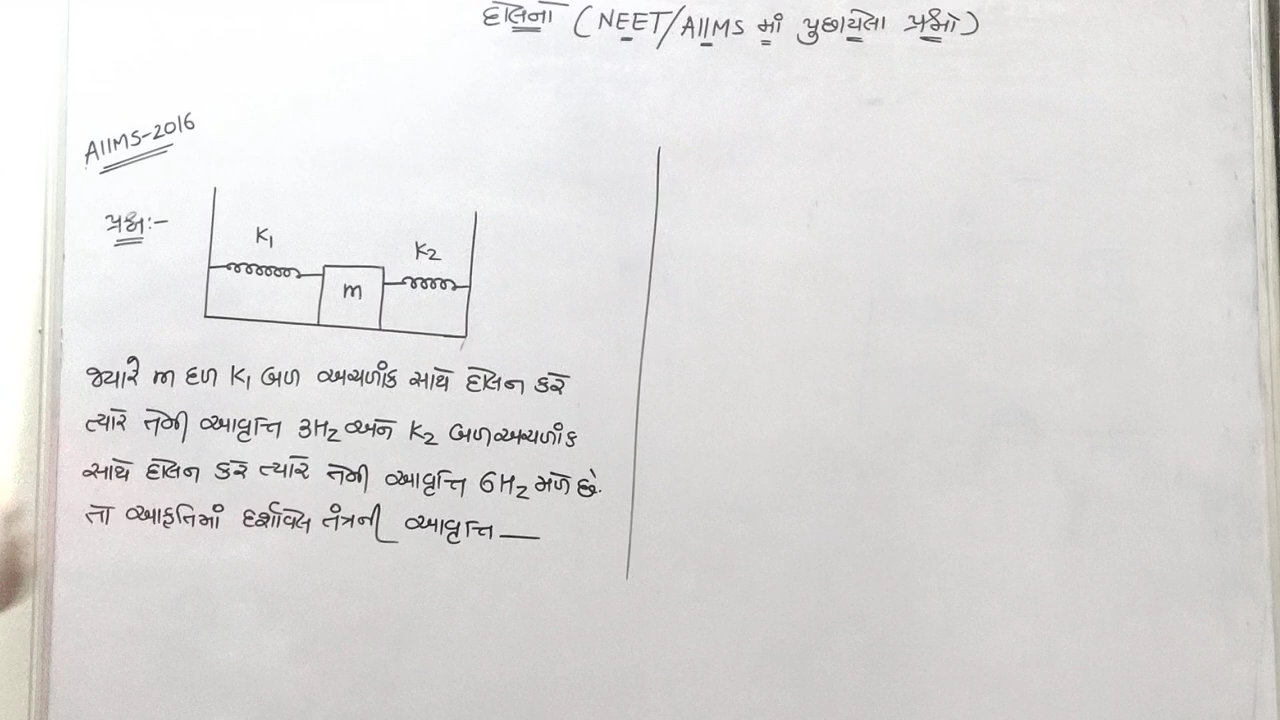 દોલનો (NEET/AIIMS માં પુછાયેલા પ્રશ્નો)
AIIMS-2016
પ્રશ્ન:-
K1
K2
m
જ્યારે m દળ K1 બળ અચળાંક સાથે દોલન કરે
ત્યારે તેની આવૃત્તિ 3Hz અને K2 બળઅચળાંક
સાથે દોલન કરે ત્યારે તેની આવૃત્તિ 6Hz મળે છે.
તો આકૃતિમાં દર્શાવેલ તંત્રની આવૃત્તિ ___